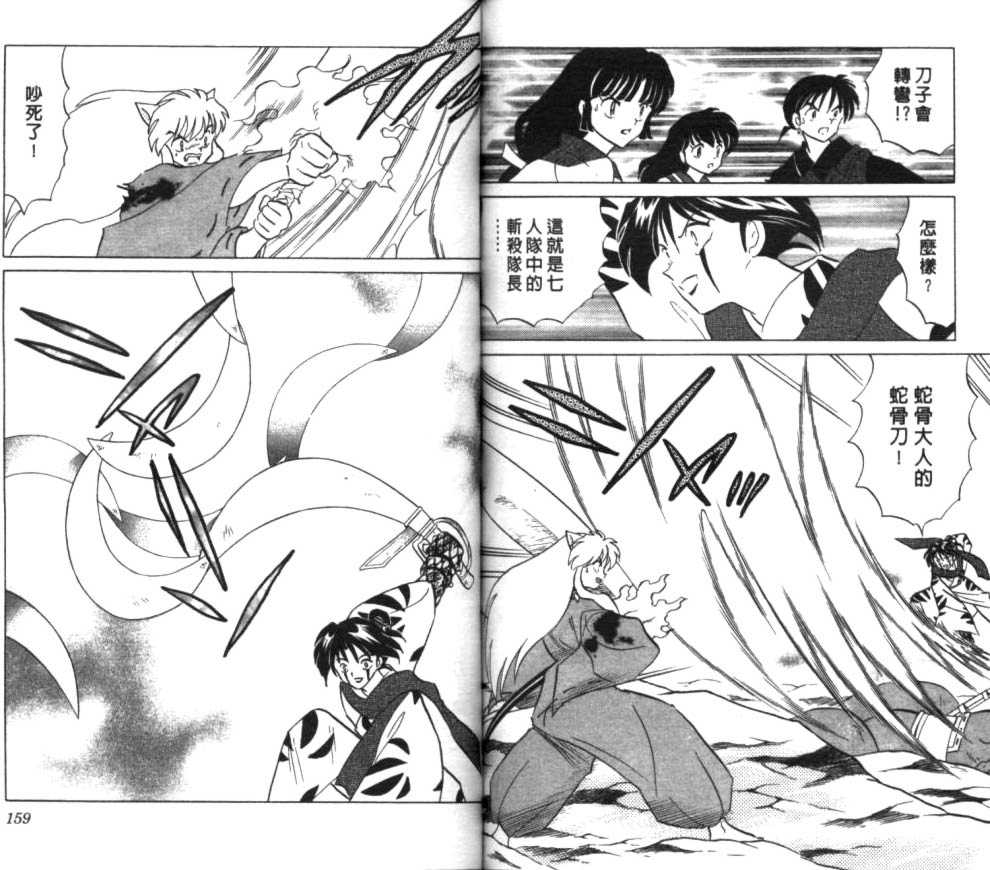 刀子會
轉彎!?
怎麼樣?
這就是七
人隊中的
斬殺隊長
……
蛇骨大人的
蛇骨刀!
吵死了!
159